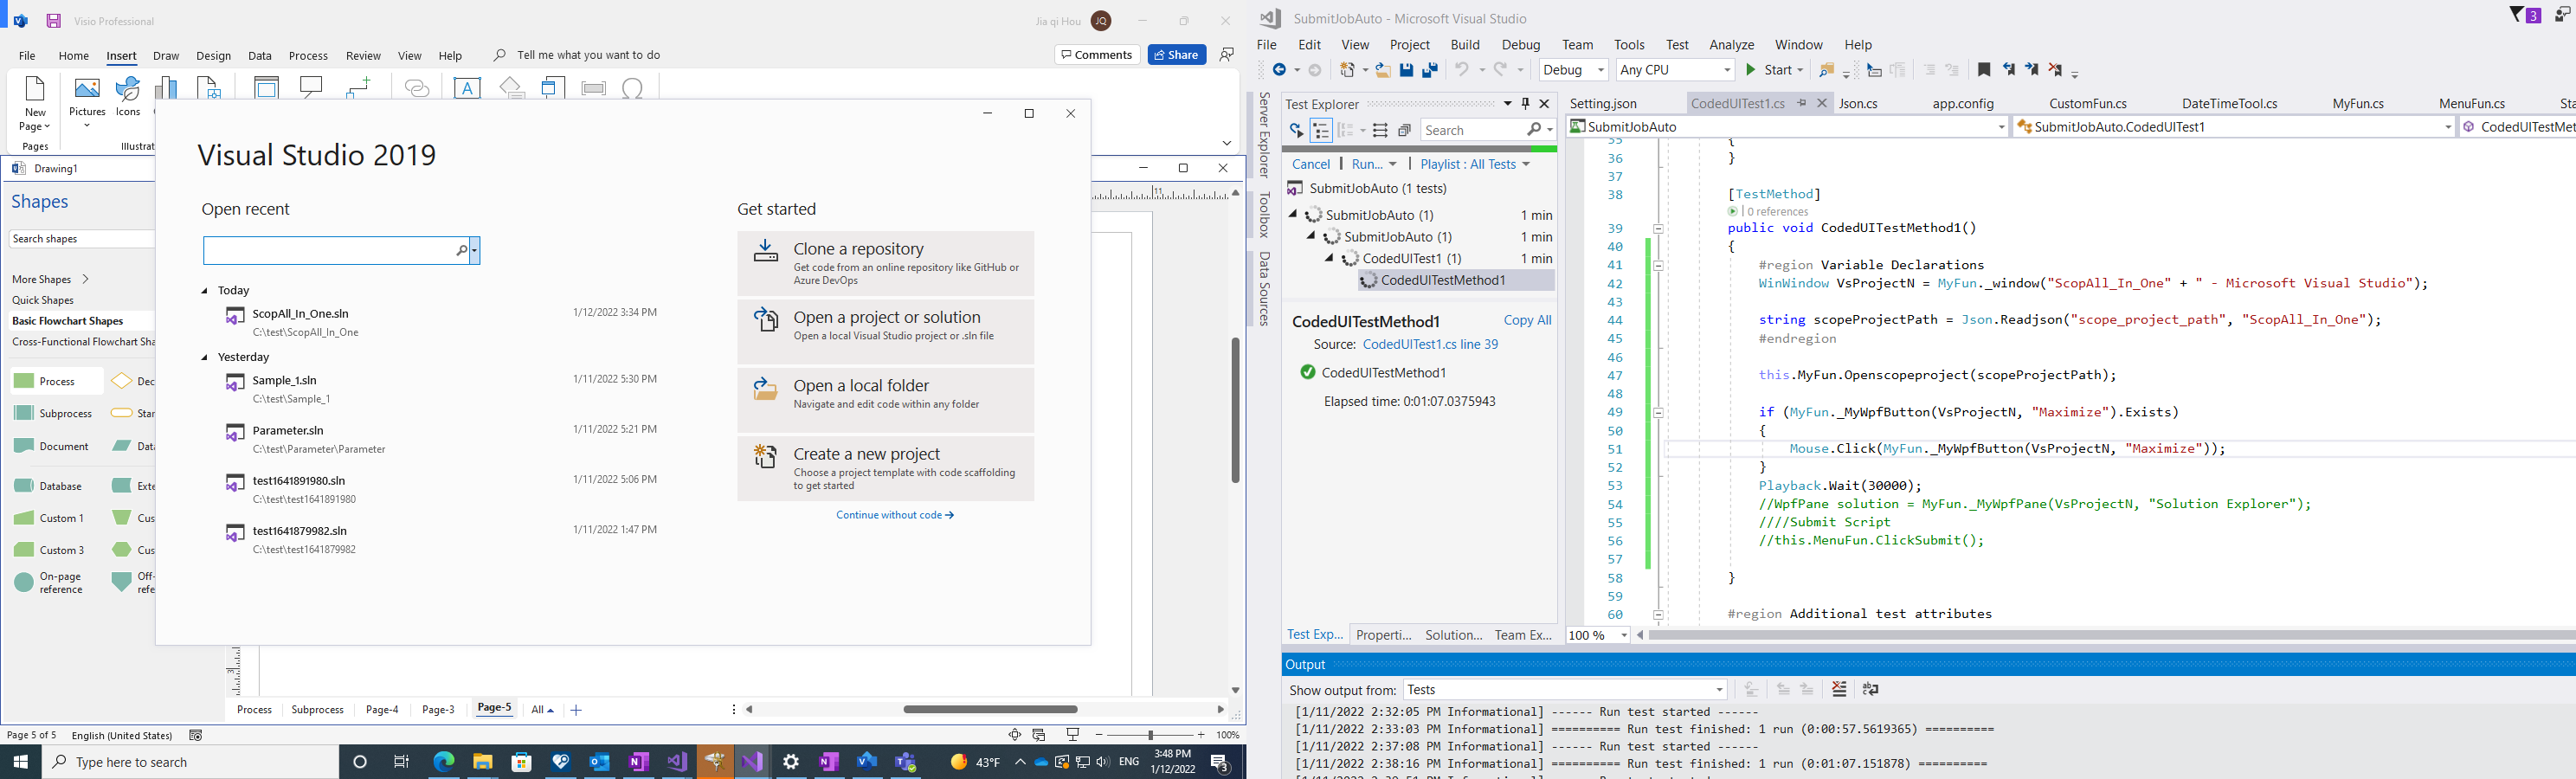 Visio Professional
Jia qi Hou
JQ
File Home Insert Draw Design Data Process Review View Help Tell me what you want to do
Comments
Share
New
Page
Pictures
Icons
Pages
Illustrat
Drawing1
Shapes
Search shapes
More Shapes
Quick Shapes
Basic Flowchart Shapes
Cross-Functional Flowchart Sha
Process
Dec
Subprocess
Star
Document
Data
Database
Exte
Custom 1
Cus
Custom 3
Cus
On-page
reference
Off-
refe
Visual Studio 2019
Open recent
Today
ScopAll_In_One.sln
1/12/2022 3:34 PM
C:\test\ScopAll_In_One
Yesterday
Sample_1.sln
1/11/2022 5:30 PM
C:\test\Sample_1
Parameter.sln
1/11/2022 5:21 PM
C:\test\Parameter\Parameter
test1641891980.sln
1/11/2022 5:06 PM
C:\test\test1641891980
test1641879982.sln
1/11/2022 1:47 PM
C:\test\test1641879982
Get started
Clone a repository
Get code from an online repository like GitHub or
Azure DevOps
Open a project or solution
Open a local Visual Studio project or .sln file
Open a local folder
Navigate and edit code within any folder
Create a new project
Choose a project template with code scaffolding
to get started
Continue without code →
11
3
Process Subprocess Page-4 Page-3 Page-5 All
Page 5 of 5 English (United States)
100%
Type here to search
43°F
ENG
3:48 PM
1/12/2022
3
SubmitJobAuto - Microsoft Visual Studio
3
File Edit View Project Build Debug Team Tools Test Analyze Window Help
Debug
Any CPU
Start
Server Explorer
Toolbox
Data Sources
Test Explorer
Search
Cancel | Run... | Playlist : All Tests
SubmitJobAuto (1 tests)
SubmitJobAuto (1) 1 min
SubmitJobAuto (1) 1 min
CodedUITest1 (1) 1 min
CodedUITestMethod1
CodedUITestMethod1
Copy All
Source: CodedUITest1.cs line 39
CodedUITestMethod1
Elapsed time: 0:01:07.0375943
Test Exp... Properti... Solution... Team Ex...
Setting.json CodedUITest1.cs Json.cs app.config CustomFun.cs DateTimeTool.cs MyFun.cs MenuFun.cs Sta
SubmitJobAuto
SubmitJobAuto.CodedUITest1
CodedUITestMet
35 {
36 }
37
38 [TestMethod]
| 0 references
39 public void CodedUITestMethod1()
40 {
41 #region Variable Declarations
42 WinWindow VsProjectN = MyFun._window("ScopAll_In_One" + " - Microsoft Visual Studio");
43
44 string scopeProjectPath = Json.Readjson("scope_project_path", "ScopAll_In_One");
45 #endregion
46
47 this.MyFun.Openscopeproject(scopeProjectPath);
48
49 if (MyFun._MyWpfButton(VsProjectN, "Maximize").Exists)
50 {
51 Mouse.Click(MyFun._MyWpfButton(VsProjectN, "Maximize"));
52 }
53 Playback.Wait(30000);
54 //WpfPane solution = MyFun._MyWpfPane(VsProjectN, "Solution Explorer");
55 ////Submit Script
56 //this.MenuFun.ClickSubmit();
57
58 }
59
60 #region Additional test attributes
100 %
Output
Show output from: Tests
[1/11/2022 2:32:05 PM Informational] ------ Run test started ------
[1/11/2022 2:33:03 PM Informational] ========== Run test finished: 1 run (0:00:57.5619365) ==========
[1/11/2022 2:37:08 PM Informational] ------ Run test started ------
[1/11/2022 2:38:16 PM Informational] ========== Run test finished: 1 run (0:01:07.151878) ==========